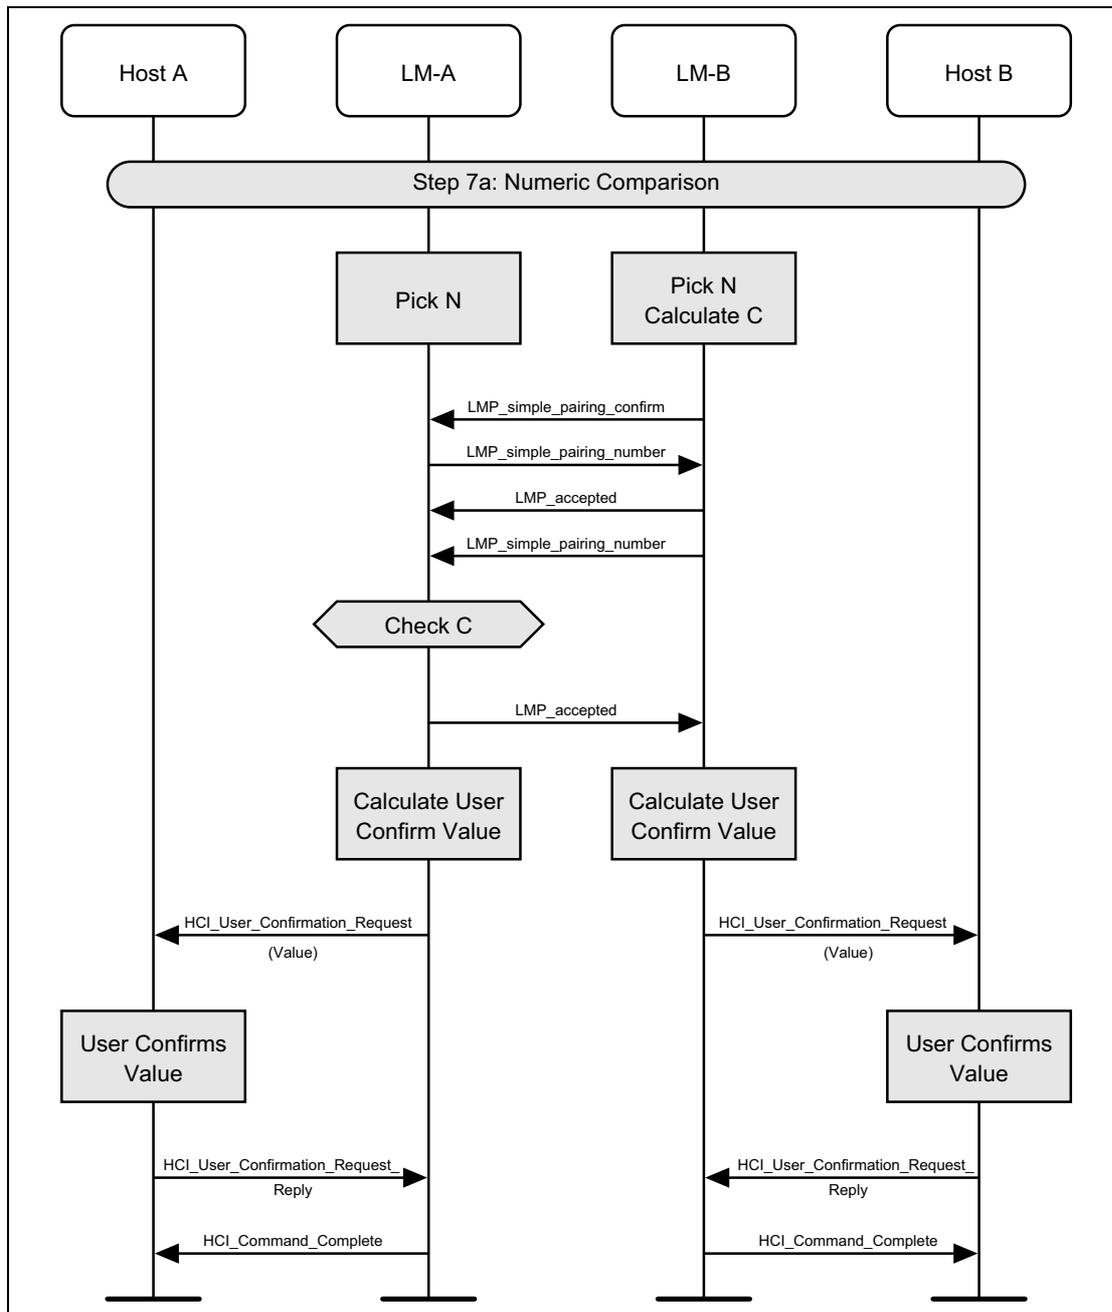 Host A
LM-A
LM-B
Host B
Step 7a: Numeric Comparison
Pick N
Pick N
Calculate C
LMP_simple_pairing_confirm
LMP_simple_pairing_number
LMP_accepted
LMP_simple_pairing_number
Check C
LMP_accepted
Calculate User
Confirm Value
Calculate User
Confirm Value
HCI_User_Confirmation_Request
(Value)
HCI_User_Confirmation_Request
(Value)
User Confirms
Value
User Confirms
Value
HCI_User_Confirmation_Request_
Reply
HCI_User_Confirmation_Request_
Reply
HCI_Command_Complete
HCI_Command_Complete